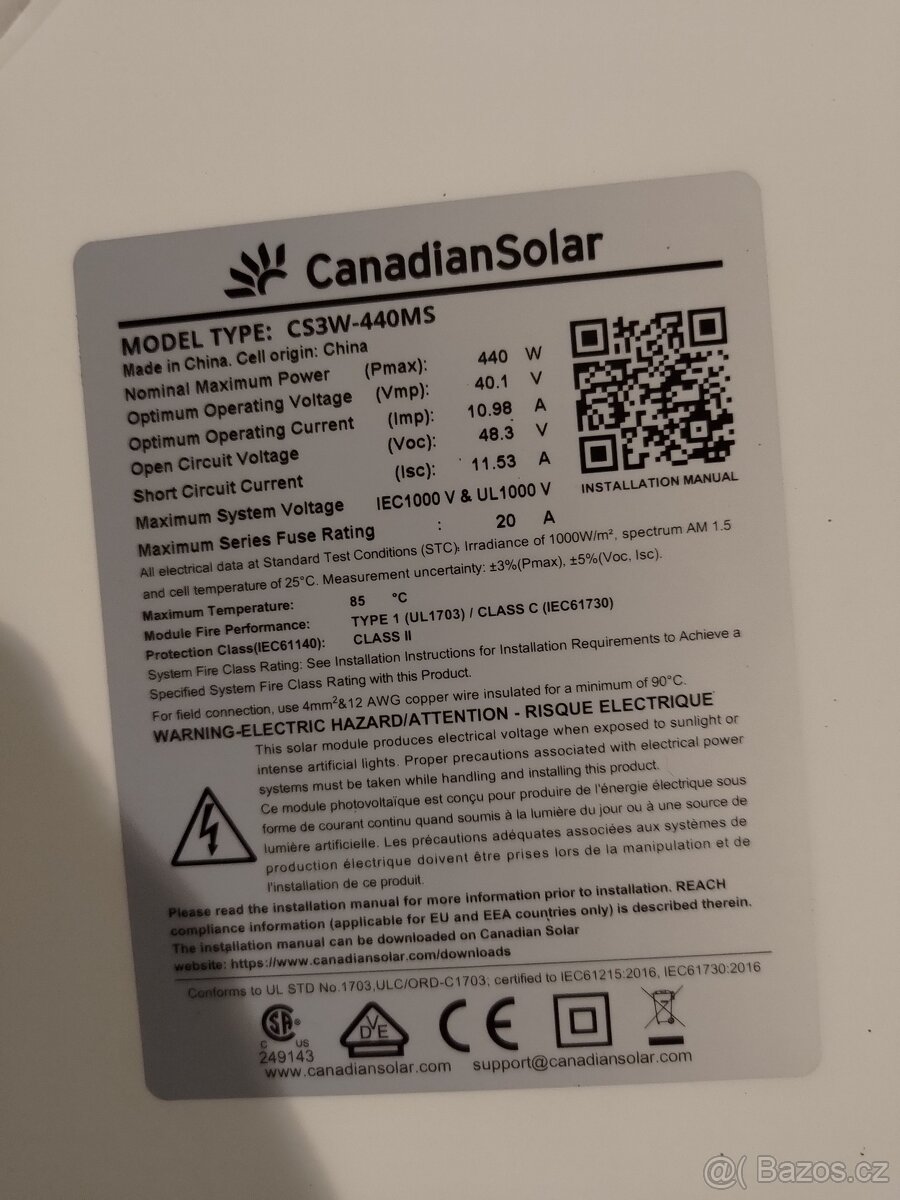 CanadianSolar
MODEL TYPE: CS3W-440MS
Made in China. Cell origin: China
Nominal Maximum Power (Pmax): 440 W
Optimum Operating Voltage (Vmp): 40.1 V
Optimum Operating Current (Imp): 10.98 A
Open Circuit Voltage (Voc): 48.3 V
Short Circuit Current (Isc): 11.53 A
Maximum System Voltage IEC1000 V & UL1000 V
Maximum Series Fuse Rating : 20 A
INSTALLATION MANUAL
All electrical data at Standard Test Conditions (STC): Irradiance of 1000W/m², spectrum AM 1.5
and cell temperature of 25°C. Measurement uncertainty: ±3%(Pmax), ±5%(Voc, Isc).
Maximum Temperature: 85 °C
Module Fire Performance: TYPE 1 (UL1703) / CLASS C (IEC61730)
Protection Class(IEC61140): CLASS II
System Fire Class Rating: See Installation Instructions for Installation Requirements to Achieve a
Specified System Fire Class Rating with this Product.
For field connection, use 4mm²&12 AWG copper wire insulated for a minimum of 90°C.
WARNING-ELECTRIC HAZARD/ATTENTION - RISQUE ELECTRIQUE
This solar module produces electrical voltage when exposed to sunlight or
intense artificial lights. Proper precautions associated with electrical power
systems must be taken while handling and installing this product.
Ce module photovoltaïque est conçu pour produire de l'énergie électrique sous
forme de courant continu quand soumis à la lumière du jour ou à une source de
lumière artificielle. Les précautions adéquates associées aux systèmes de
production électrique doivent être prises lors de la manipulation et de
l'installation de ce produit.
Please read the installation manual for more information prior to installation. REACH
compliance information (applicable for EU and EEA countries only) is described therein.
The installation manual can be downloaded on Canadian Solar
website: https://www.canadiansolar.com/downloads
Conforms to UL STD No.1703,ULC/ORD-C1703; certified to IEC61215:2016, IEC61730:2016
SA®
C US
249143
DVE
CE
www.canadiansolar.com support@canadiansolar.com
@( Bazos.cz